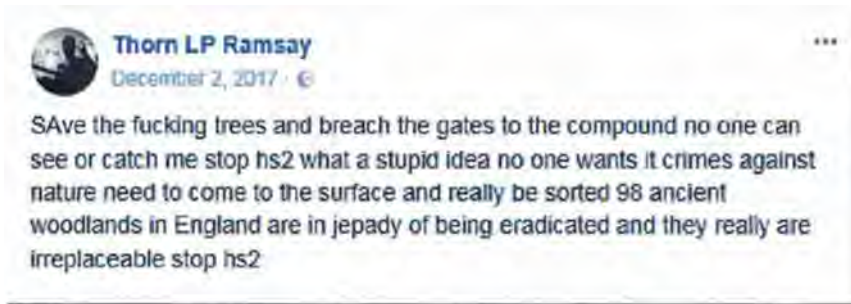 Thorn LP Ramsay
...
December 2, 2017 ·
SAve the fucking trees and breach the gates to the compound no one can
see or catch me stop hs2 what a stupid idea no one wants it crimes against
nature need to come to the surface and really be sorted 98 ancient
woodlands in England are in jepady of being eradicated and they really are
irreplaceable stop hs2